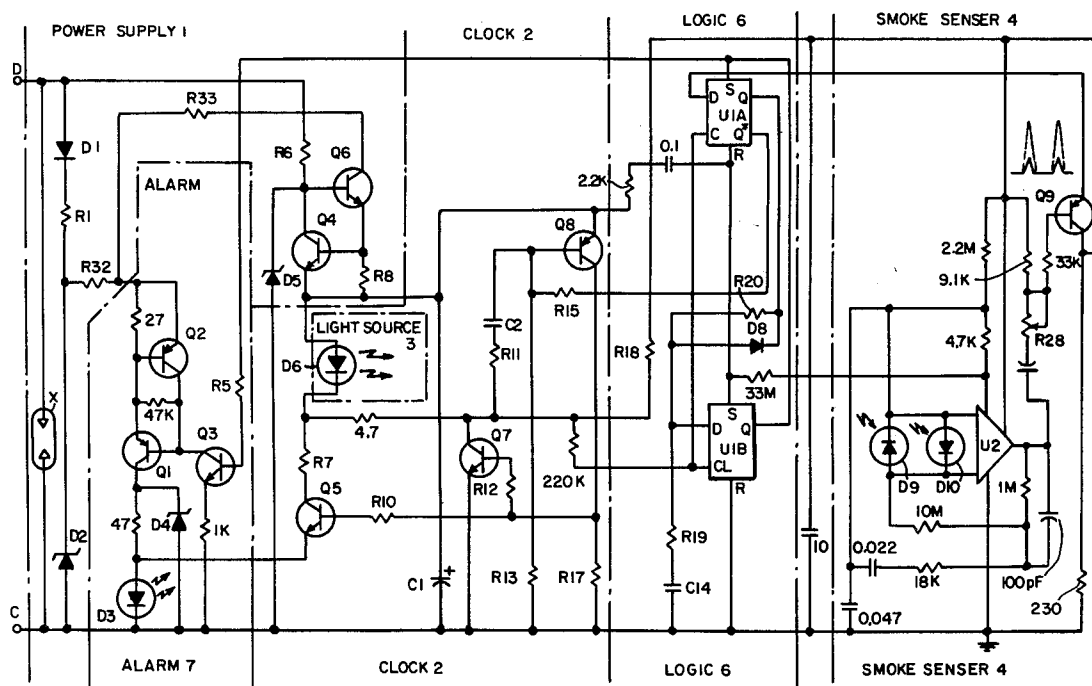 POWER SUPPLY 1
CLOCK 2
LOGIC 6
SMOKE SENSER 4
D
R33
D1
R6
Q6
S
D Q
U1A
C Q*
R
0.1
2.2K
ALARM
Q4
Q8
Q9
R1
R32
D5
R8
2.2M
9.1K
33K
27
Q2
R15
R20
D8
C2
R11
LIGHT SOURCE
3
D6
R18
4.7K
R28
33M
R5
X
47K
Q3
4.7
S
D Q
U1B
CL
R
U2
Q1
R7
Q7
220K
D9
D10
1M
Q5
R10
R12
10M
47
D4
1K
D2
R19
0.022
18K
100pF
C1
+
R13
R17
C14
10
D3
0.047
230
C
ALARM 7
CLOCK 2
LOGIC 6
SMOKE SENSER 4